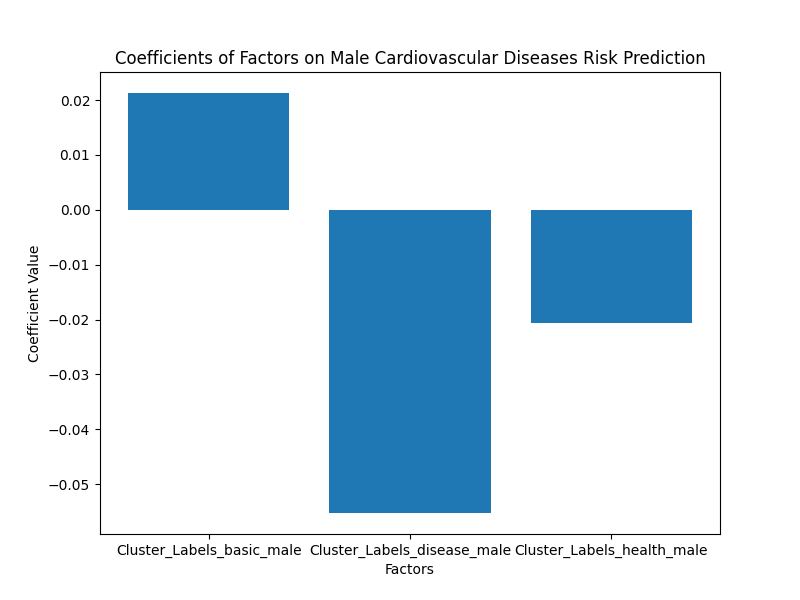 Coefficients of Factors on Male Cardiovascular Diseases Risk Prediction
0.02
0.01
0.00
−0.01
−0.02
−0.03
−0.04
−0.05
Coefficient Value
Cluster_Labels_basic_male Cluster_Labels_disease_male Cluster_Labels_health_male
Factors